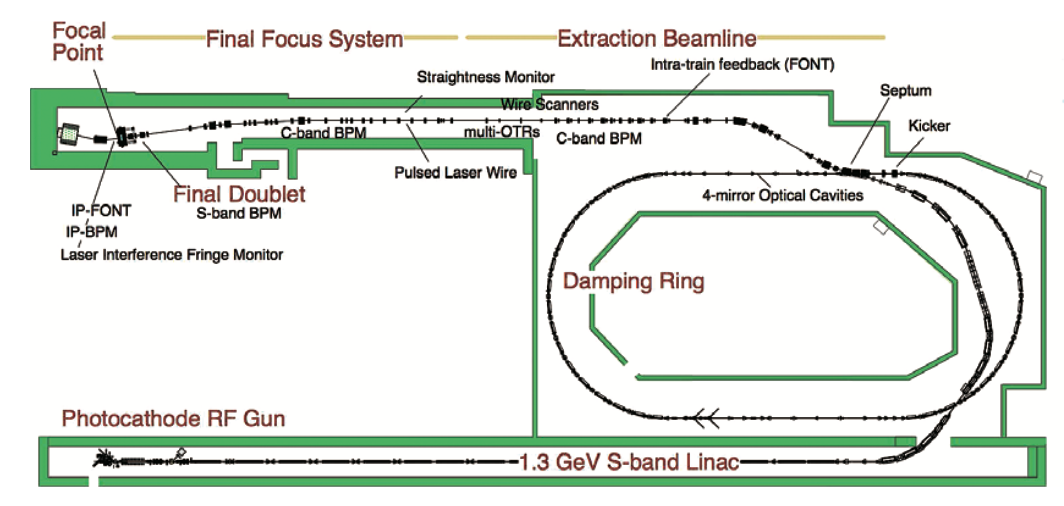 Focal
Point
Final Focus System
Extraction Beamline
Straightness Monitor
Intra-train feedback (FONT)
Wire Scanners
Septum
Kicker
C-band BPM
multi-OTRs
C-band BPM
Pulsed Laser Wire
4-mirror Optical Cavities
Final Doublet
S-band BPM
IP-FONT
IP-BPM
Laser Interference Fringe Monitor
Damping Ring
Photocathode RF Gun
1.3 GeV S-band Linac